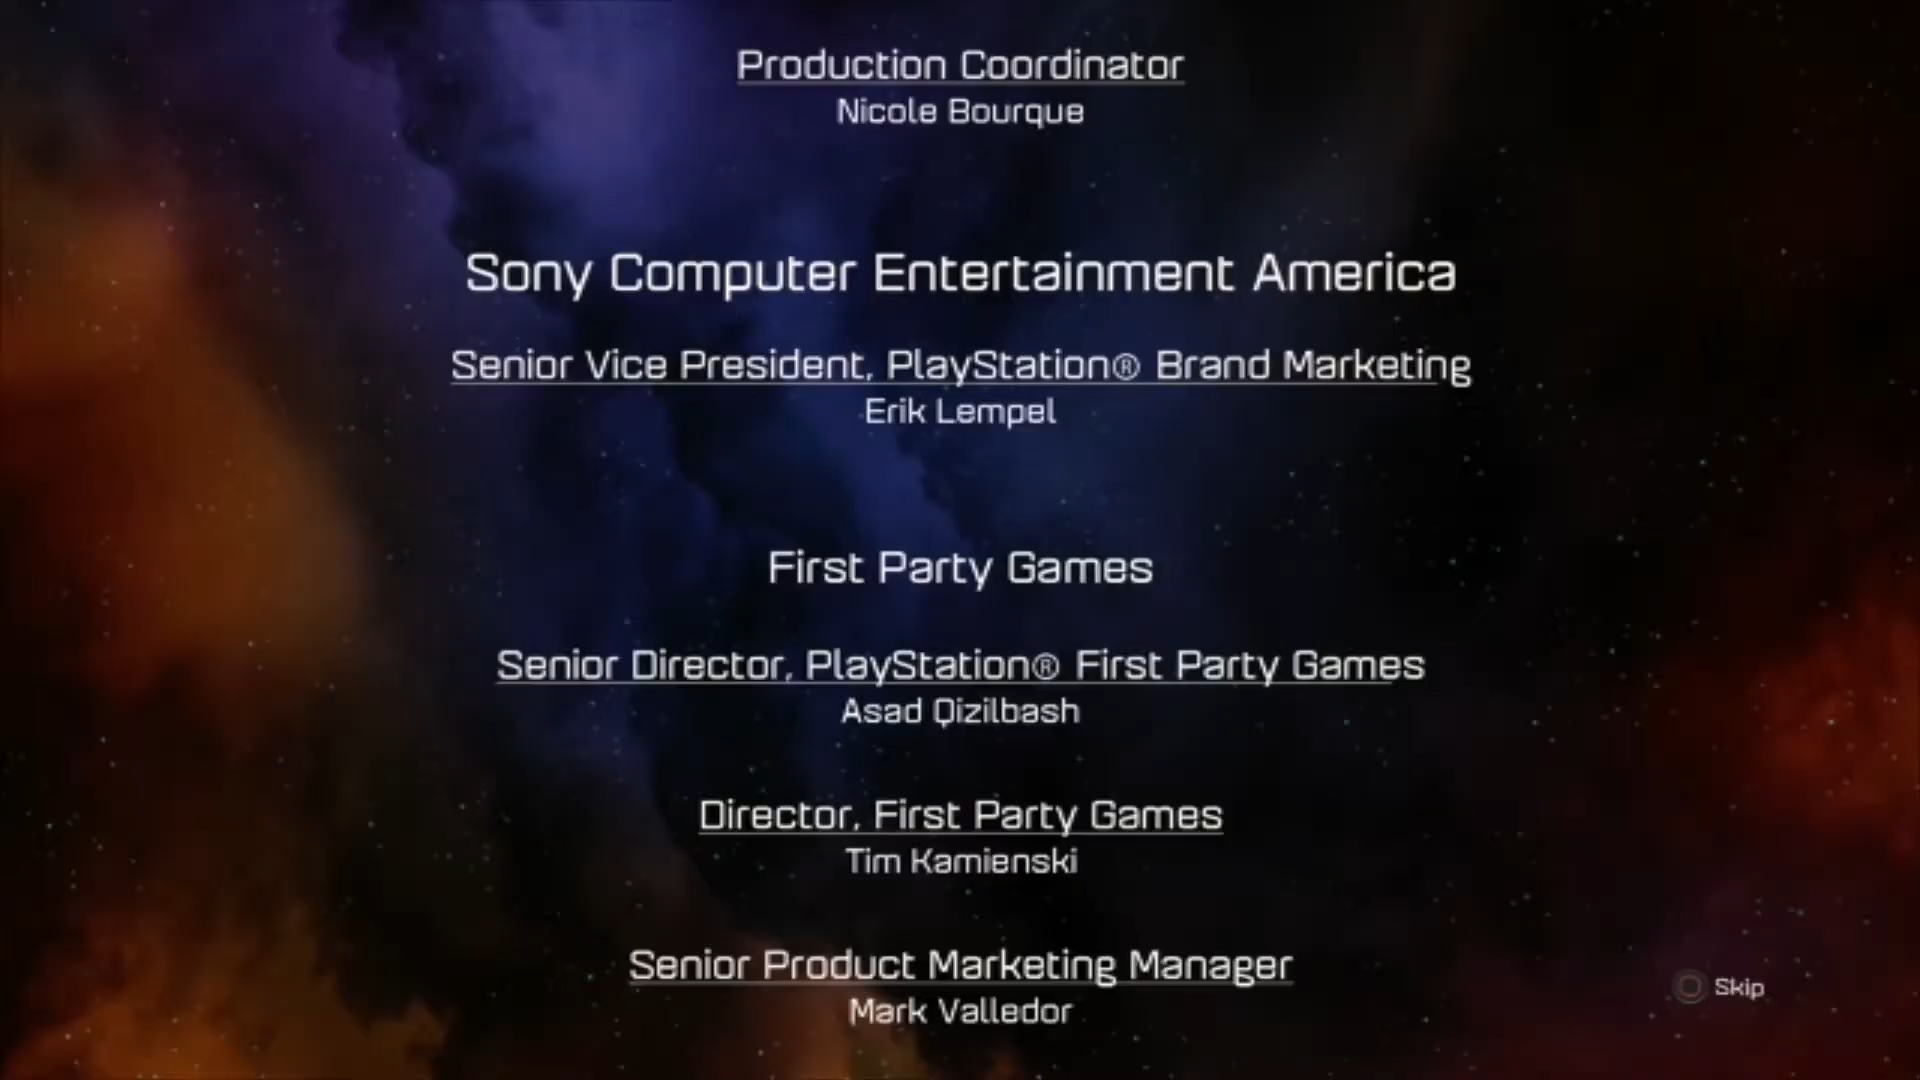 Production Coordinator
Nicole Bourque
Sony Computer Entertainment America
Senior Vice President, PlayStation® Brand Marketing
Erik Lempel
First Party Games
Senior Director, PlayStation® First Party Games
Asad Qizilbash
Director, First Party Games
Tim Kamienski
Senior Product Marketing Manager
Mark Valledor
Skip